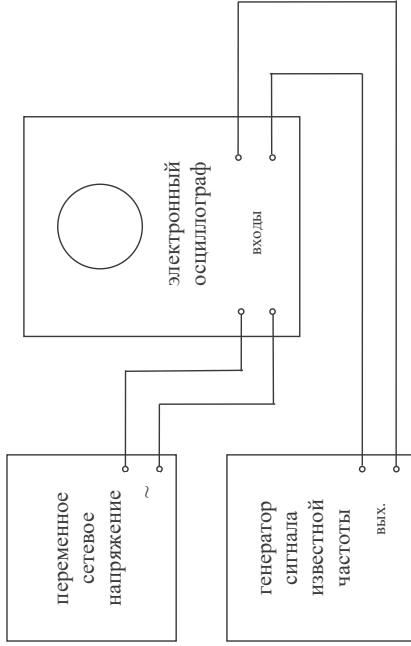 переменное
сетевое
напряжение
~
электронный
осциллограф
входы
генератор
сигнала
известной
частоты
вых.